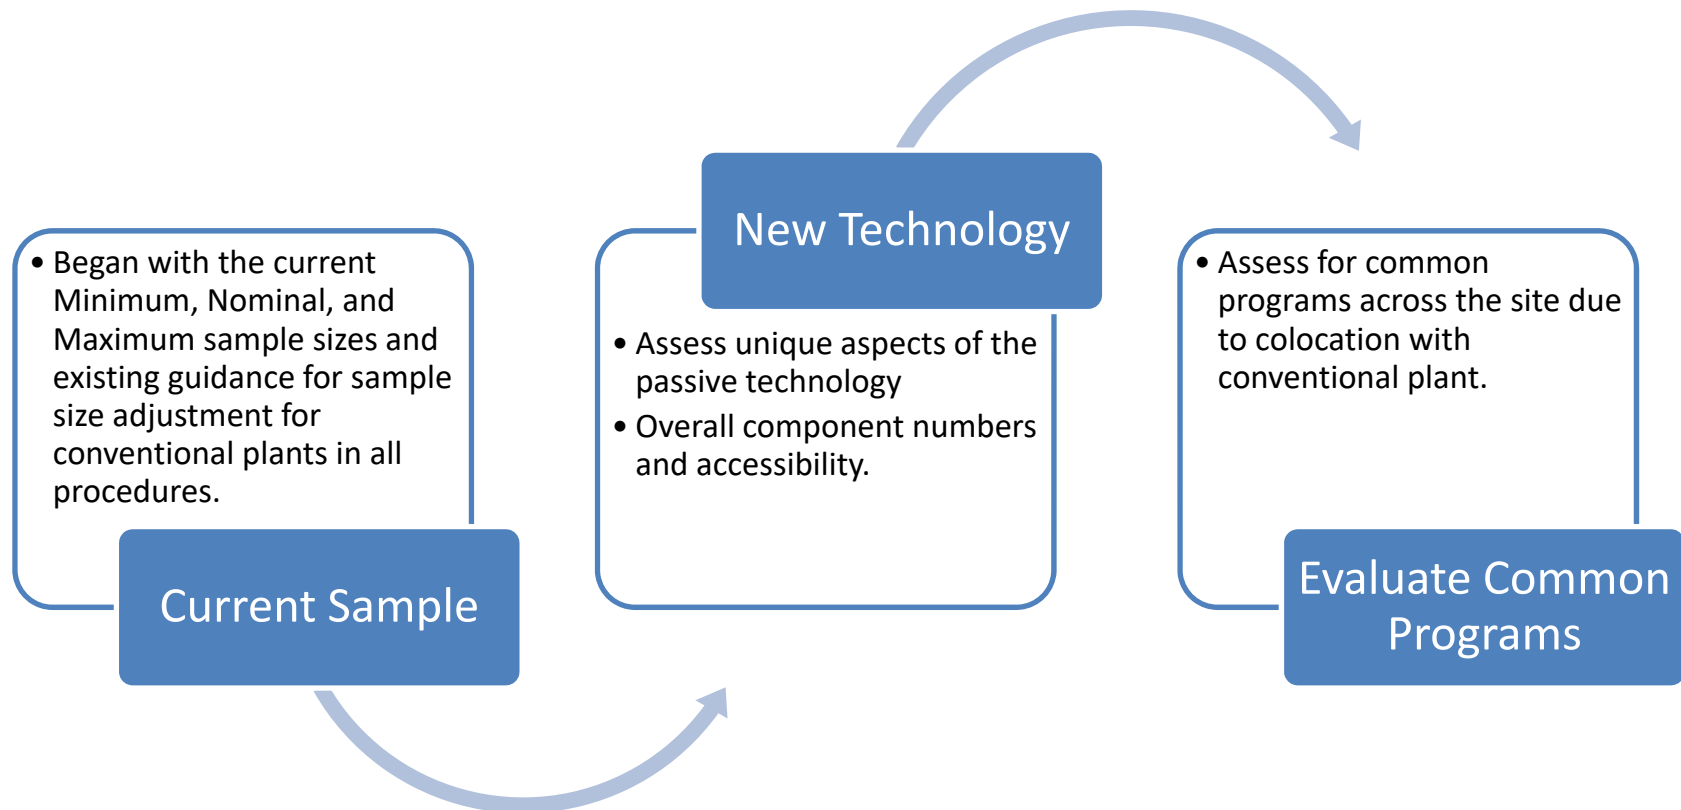 • Began with the current
Minimum, Nominal, and
Maximum sample sizes and
existing guidance for sample
size adjustment for
conventional plants in all
procedures.
Current Sample
New Technology
• Assess unique aspects of the
passive technology
• Overall component numbers
and accessibility.
• Assess for common
programs across the site due
to colocation with
conventional plant.
Evaluate Common
Programs